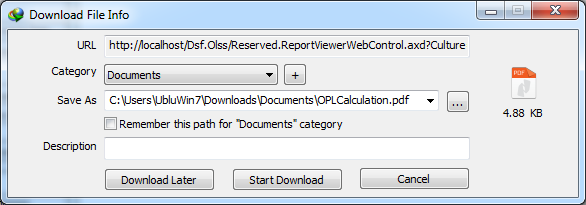 Download File Info
URL http://localhost/Dsf.Olss/Reserved.ReportViewerWebControl.axd?Culture
Category Documents +
PDF
Save As C:\Users\UbluWin7\Downloads\Documents\OPLCalculation.pdf ...
4.88 KB
Remember this path for "Documents" category
Description
Download Later Start Download Cancel